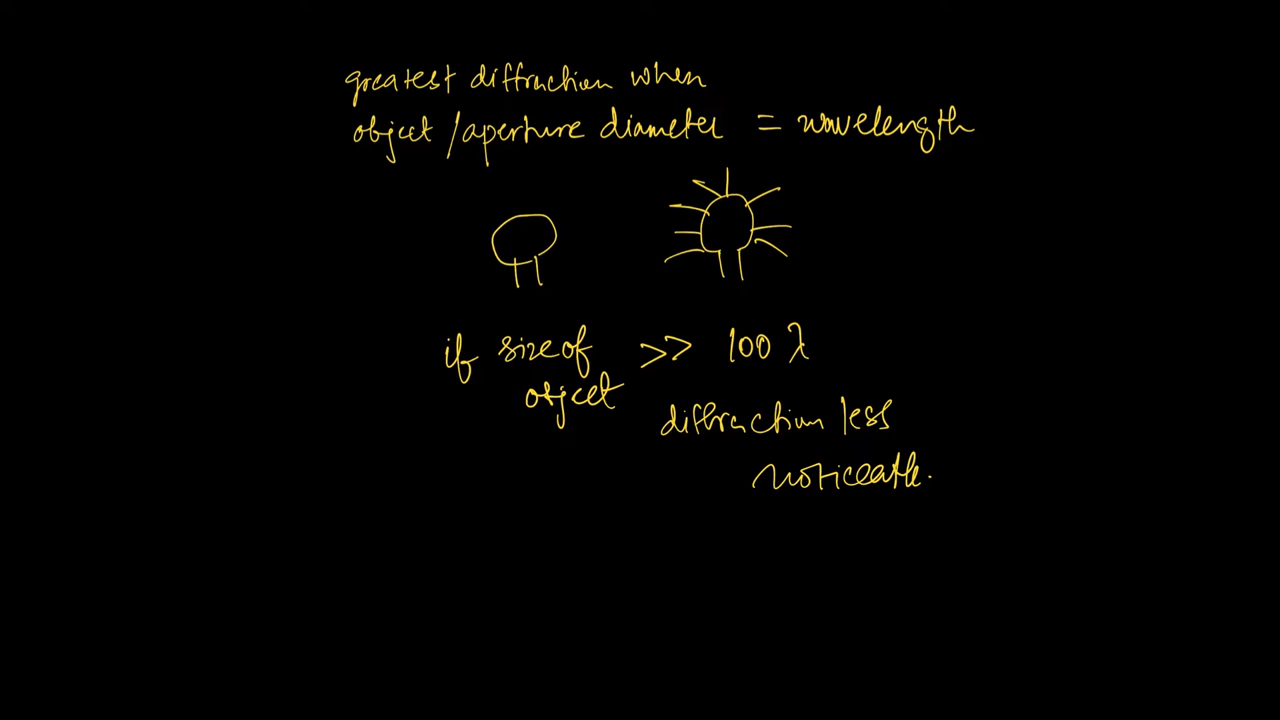 greatest diffraction when
object / aperture diameter = wavelength
if size of object >> 100 λ
diffraction less
noticeable.